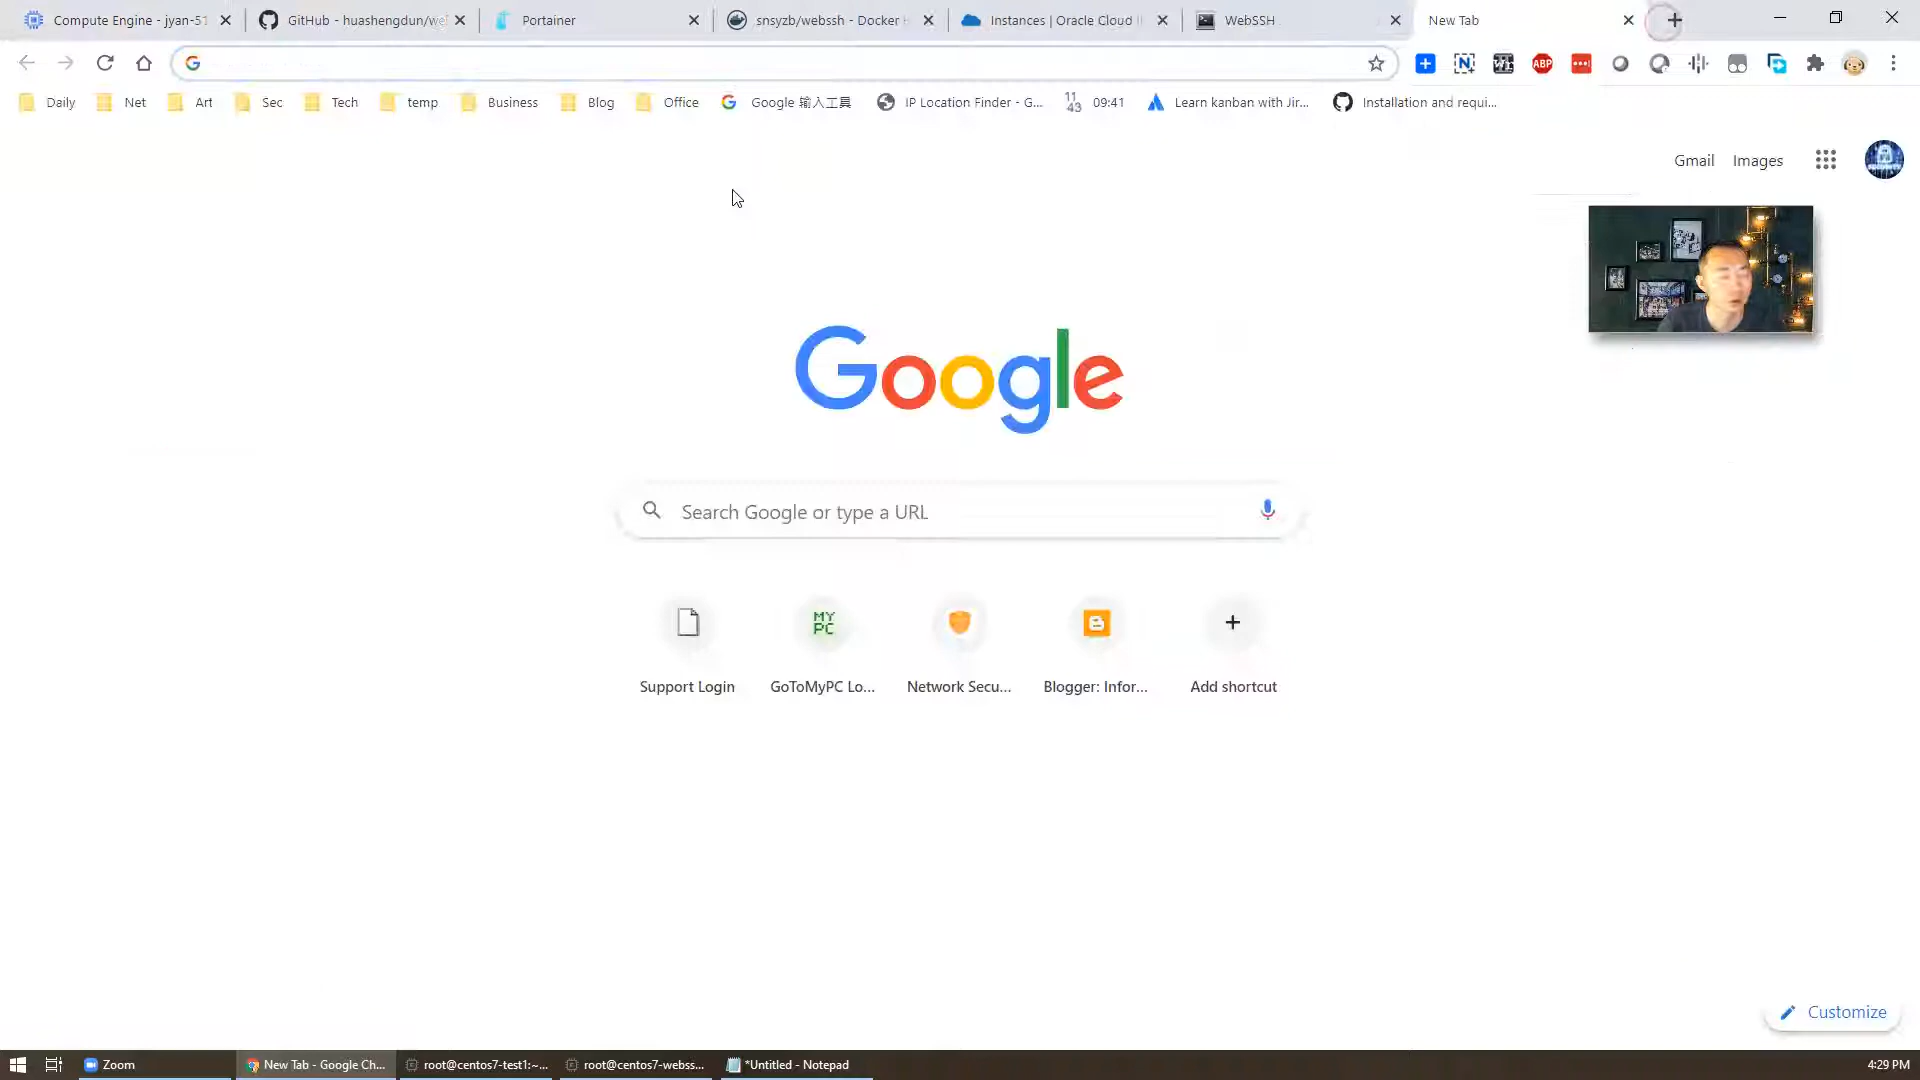 Compute Engine - jyan-51
GitHub - huashengdun/we
Portainer
snsyzb/webssh - Docker
Instances | Oracle Cloud
WebSSH
New Tab
ABP
Daily
Net
Art
Sec
Tech
temp
Business
Blog
Office
Google 输入工具
IP Location Finder - G...
11
43
09:41
Learn kanban with Jir...
Installation and requi...
Gmail
Images
Google
Search Google or type a URL
MY
PC
Support Login
GoToMyPC Lo...
Network Secu...
Blogger: Infor...
Add shortcut
Customize
Zoom
New Tab - Google Ch...
root@centos7-test1:~...
root@centos7-webss...
*Untitled - Notepad
4:29 PM